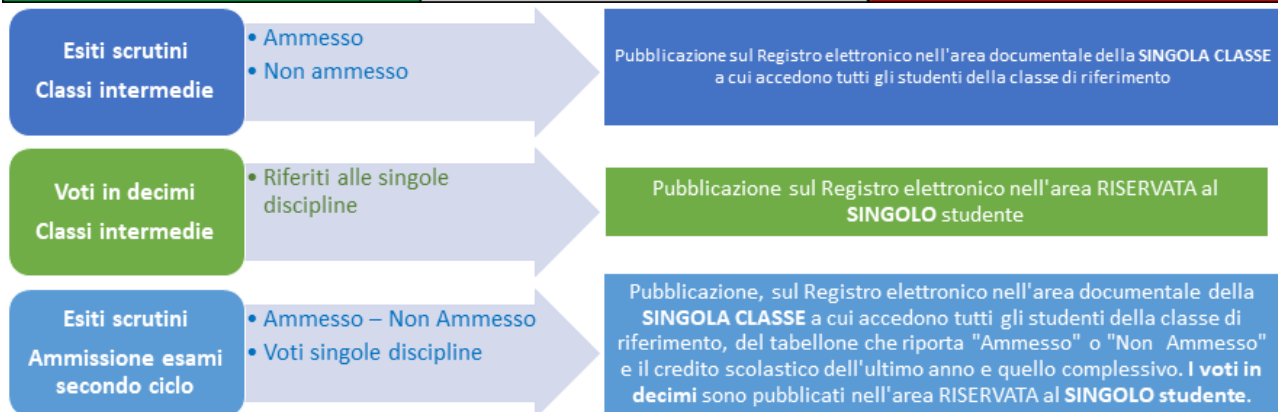 Esiti scrutini
Classi intermedie
• Ammesso
• Non ammesso
Pubblicazione sul Registro elettronico nell'area documentale della SINGOLA CLASSE
a cui accedono tutti gli studenti della classe di riferimento
Voti in decimi
Classi intermedie
• Riferiti alle singole
discipline
Pubblicazione sul Registro elettronico nell'area RISERVATA al
SINGOLO studente
Esiti scrutini
Ammissione esami
secondo ciclo
• Ammesso – Non Ammesso
• Voti singole discipline
Pubblicazione, sul Registro elettronico nell'area documentale della
SINGOLA CLASSE a cui accedono tutti gli studenti della classe di
riferimento, del tabellone che riporta "Ammesso" o "Non Ammesso"
e il credito scolastico dell'ultimo anno e quello complessivo. I voti in
decimi sono pubblicati nell'area RISERVATA al SINGOLO studente.